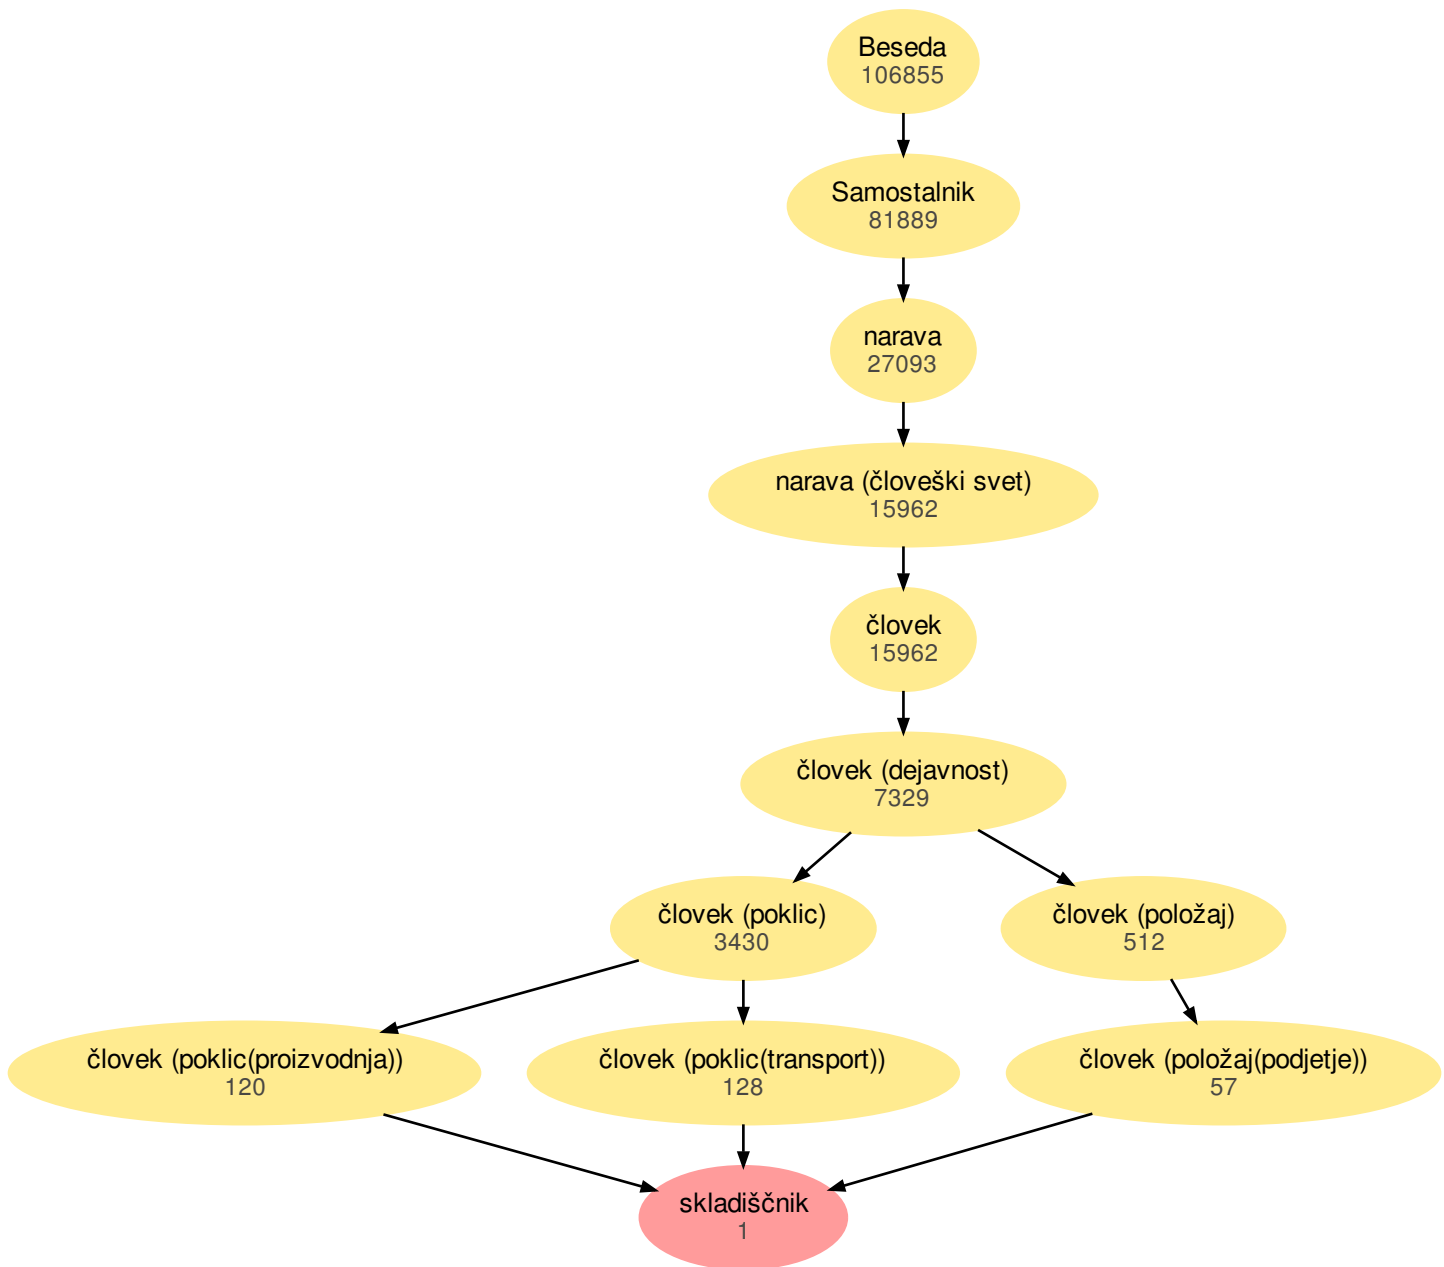 Beseda
106855
Samostalnik
81889
narava
27093
narava (človeški svet)
15962
človek
15962
človek (dejavnost)
7329
človek (poklic)
3430
človek (položaj)
512
človek (poklic(proizvodnja))
120
človek (poklic(transport))
128
človek (položaj(podjetje))
57
skladiščnik
1